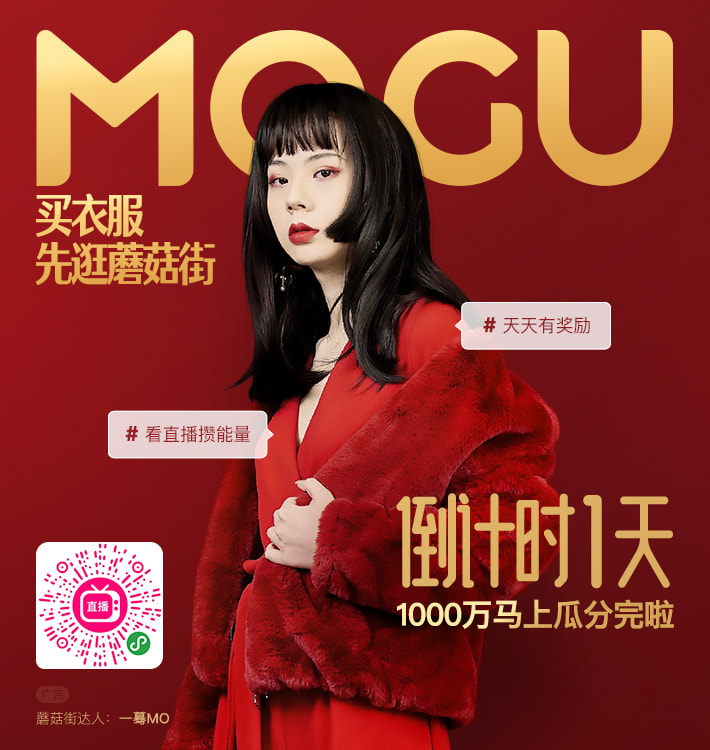 MOGU
买衣服
先逛蘑菇街
# 天天有奖励
# 看直播攒能量
倒计时1天
1000万马上瓜分完啦
直播
广告
蘑菇街达人：一暮MO